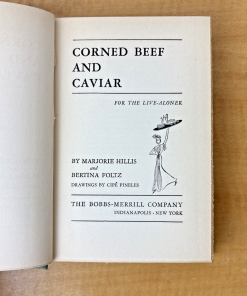 CORNED BEEF
AND
CAVIAR
FOR THE LIVE-ALONER
BY MARJORIE HILLIS
and
BERTINA FOLTZ
DRAWINGS BY CIPÉ PINELES
THE BOBBS-MERRILL COMPANY
INDIANAPOLIS · NEW YORK